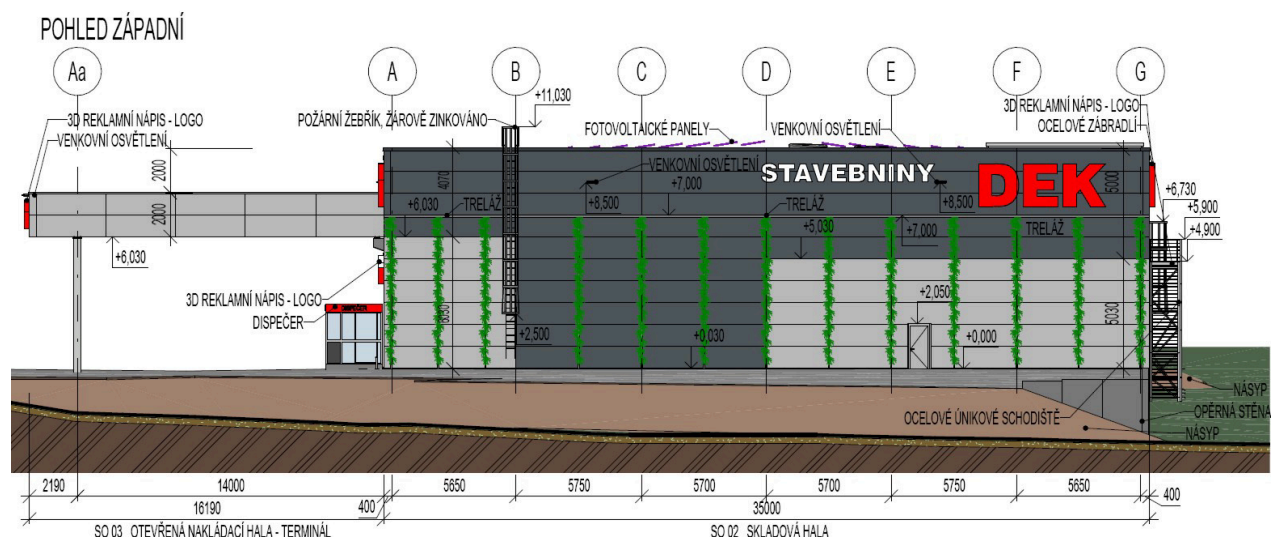 POHLED ZÁPADNÍ
Aa
A
B
C
D
E
F
G
3D REKLAMNÍ NÁPIS - LOGO
VENKOVNÍ OSVĚTLENÍ
POŽÁRNÍ ŽEBŘÍK, ŽÁROVĚ ZINKOVÁNO
+11,030
FOTOVOLTAICKÉ PANELY
VENKOVNÍ OSVĚTLENÍ
3D REKLAMNÍ NÁPIS - LOGO
OCELOVÉ ZÁBRADLÍ
2000
2000
4070
VENKOVNÍ OSVĚTLENÍ
STAVEBNINY
DEK
+7,000
+8,500
+8,500
+6,730
+6,030
TRELÁŽ
TRELÁŽ
+7,000
TRELÁŽ
+5,900
+5,030
+4,900
+6,030
3D REKLAMNÍ NÁPIS - LOGO
DISPEČER
DISPEČER
+2,500
+2,050
+0,030
+0,000
5030
NÁSYP
OCELOVÉ ÚNIKOVÉ SCHODIŠTĚ
OPĚRNÁ STĚNA
NÁSYP
2190
14000
400
5650
5750
5700
5700
5750
5650
400
16190
35000
SO 03 OTEVŘENÁ NAKLÁDACÍ HALA - TERMINÁL
SO 02 SKLADOVÁ HALA